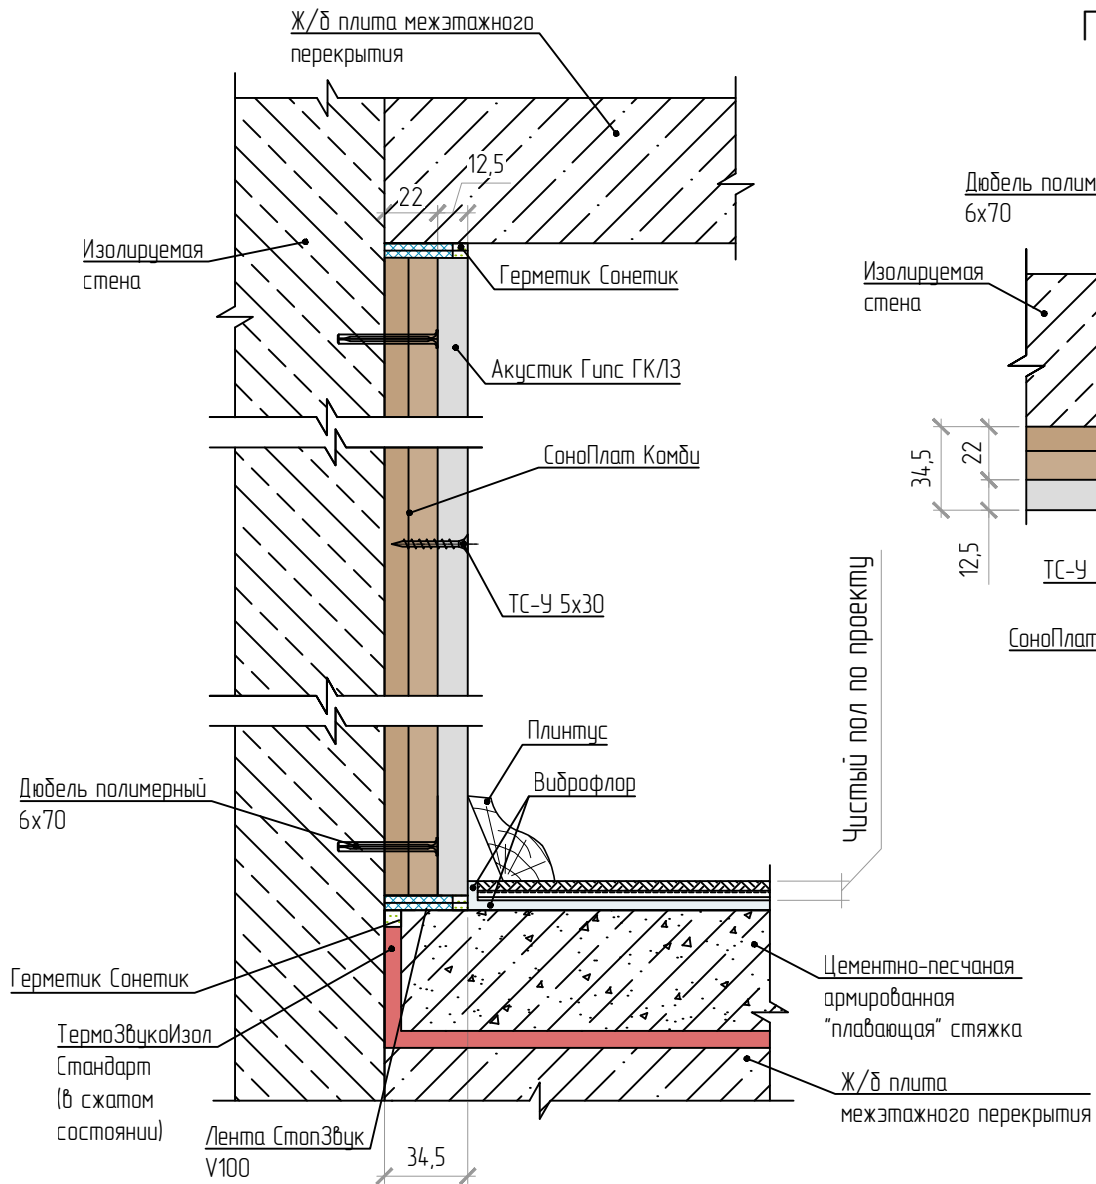 Ж/б плита межэтажного
перекрытия
П
12,5
22
Дюбель полим
6х70
Изолируемая
стена
Герметик Сонетик
Изолируемая
стена
Акустик Гипс ГКЛЗ
СоноПлат Комби
34,5
22
12,5
ТС-У 5х30
ТС-У
СоноПлат
Чистый пол по проекту
Плинтус
Виброфлор
Дюбель полимерный
6х70
Герметик Сонетик
Цементно-песчаная
армированная
"плавающая" стяжка
ТермоЗвукоИзол
Стандарт
(в сжатом
состоянии)
Ж/б плита
межэтажного перекрытия
Лента СтопЗвук
V100
34,5